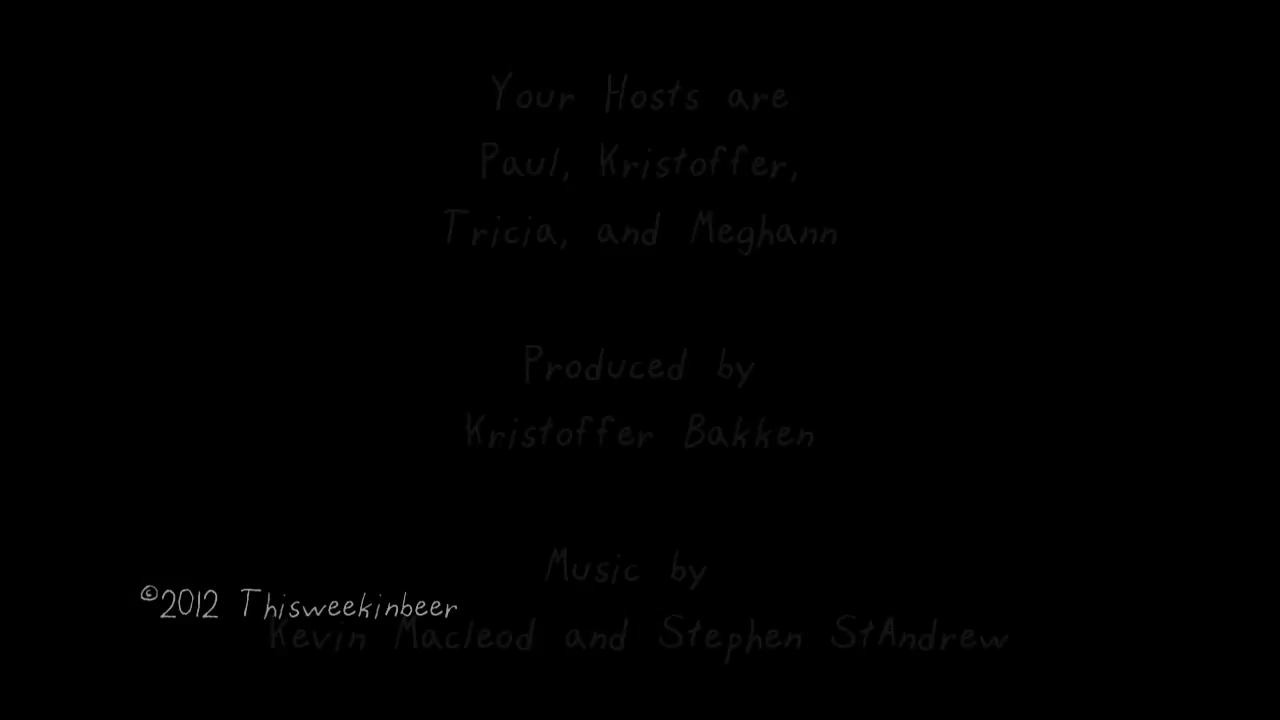 Your Hosts are
Paul, Kristoffer,
Tricia, and Meghann
Produced by
Kristoffer Bakken
Music by
©2012 Thisweekinbeer
Kevin Macleod and Stephen StAndrew